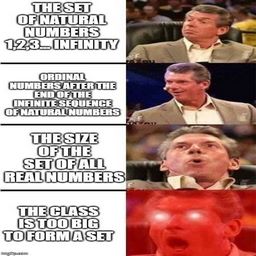 THE SET
OF NATURAL
NUMBERS
1,2,3... INFINITY
ORDINAL
NUMBERS AFTER THE
END OF THE
INFINITE SEQUENCE
OF NATURAL NUMBERS
THE SIZE
OF THE
SET OF ALL
REAL NUMBERS
THE CLASS
IS TOO BIG
TO FORM A SET
imgflip.com